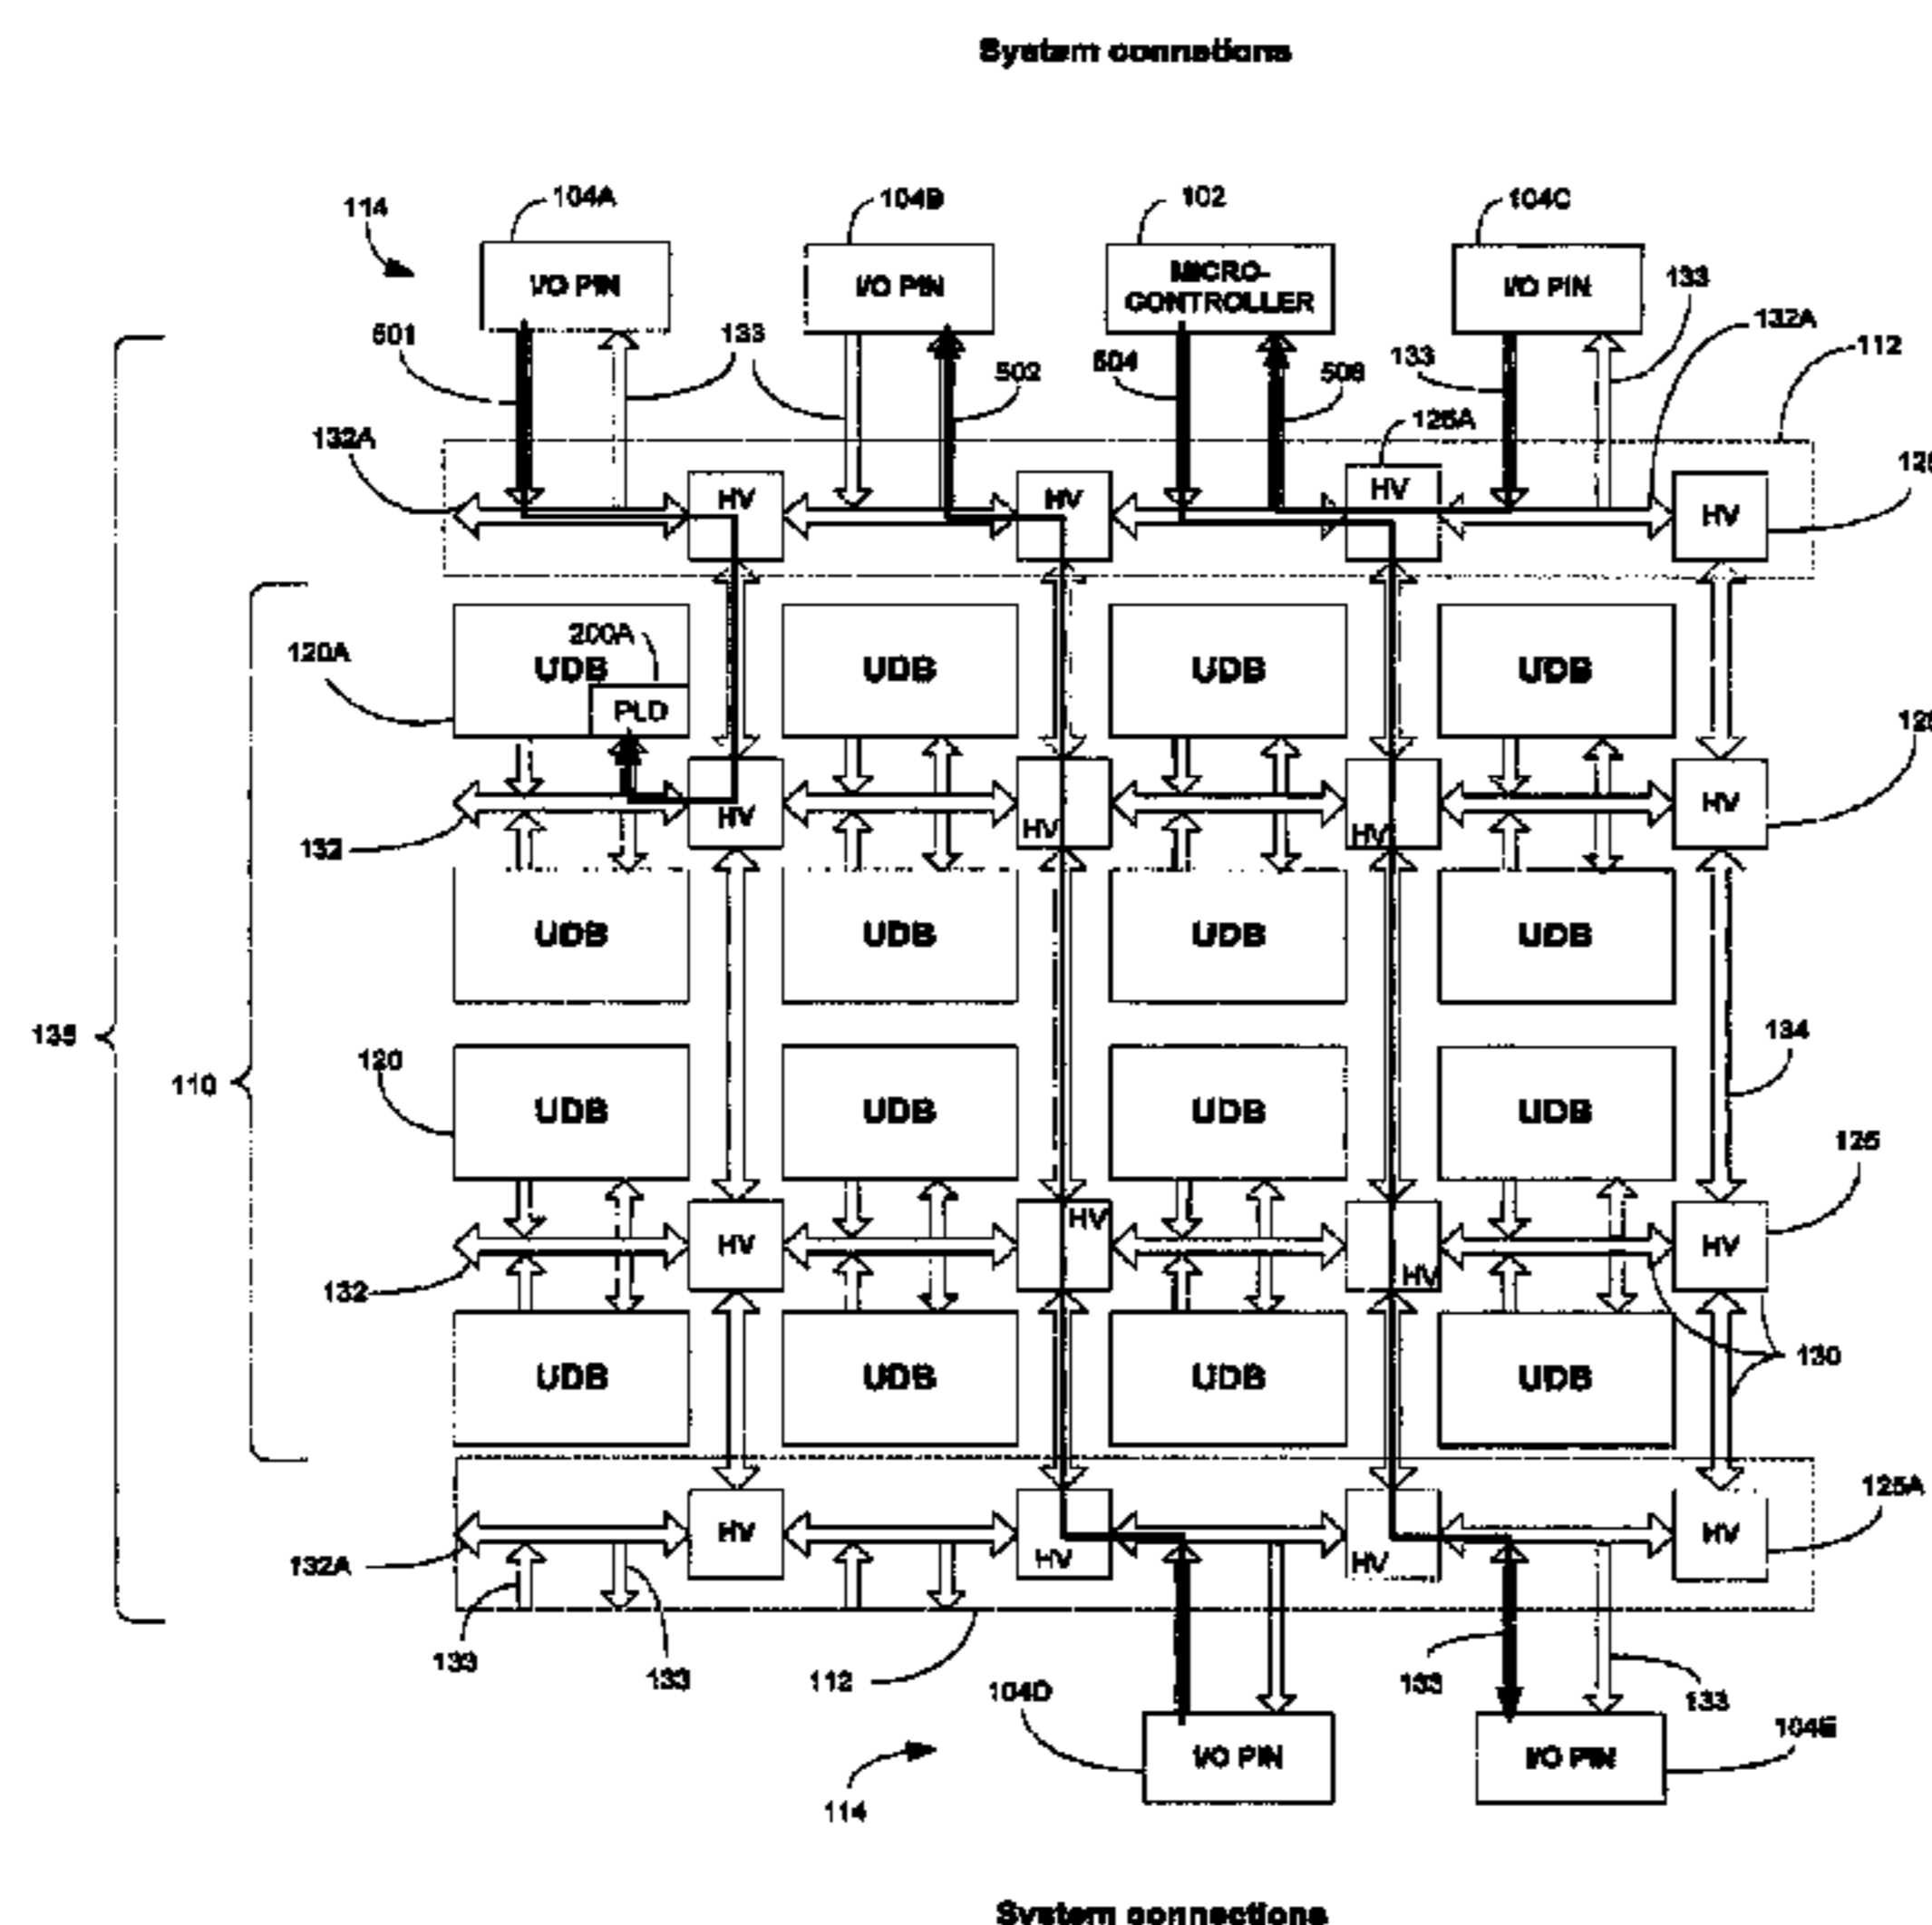 System connetions
104A
104B
102
104C
114
I/O PIN
I/O PIN
MICRO-
CONTROLLER
I/O PIN
133
501
133
502
504
508
133
132A
112
132A
125A
HV
HV
HV
HV
120A
200A
UDB
UDB
UDB
UDB
PLD
HV
HV
HV
HV
132
UDB
UDB
UDB
UDB
135
110
134
120
UDB
UDB
UDB
UDB
125
HV
HV
HV
HV
132
130
UDB
UDB
UDB
UDB
125A
HV
HV
HV
HV
132A
133
133
112
104D
133
133
104E
I/O PIN
I/O PIN
114
System connections